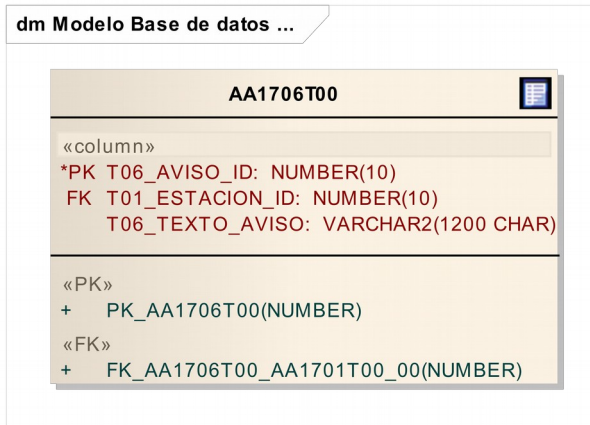 dm Modelo Base de datos ...
AA1706T00
«column»
*PK T06_AVISO_ID: NUMBER(10)
FK T01_ESTACION_ID: NUMBER(10)
T06_TEXTO_AVISO: VARCHAR2(1200 CHAR)
«PK»
+ PK_AA1706T00(NUMBER)
«FK»
+ FK_AA1706T00_AA1701T00_00(NUMBER)